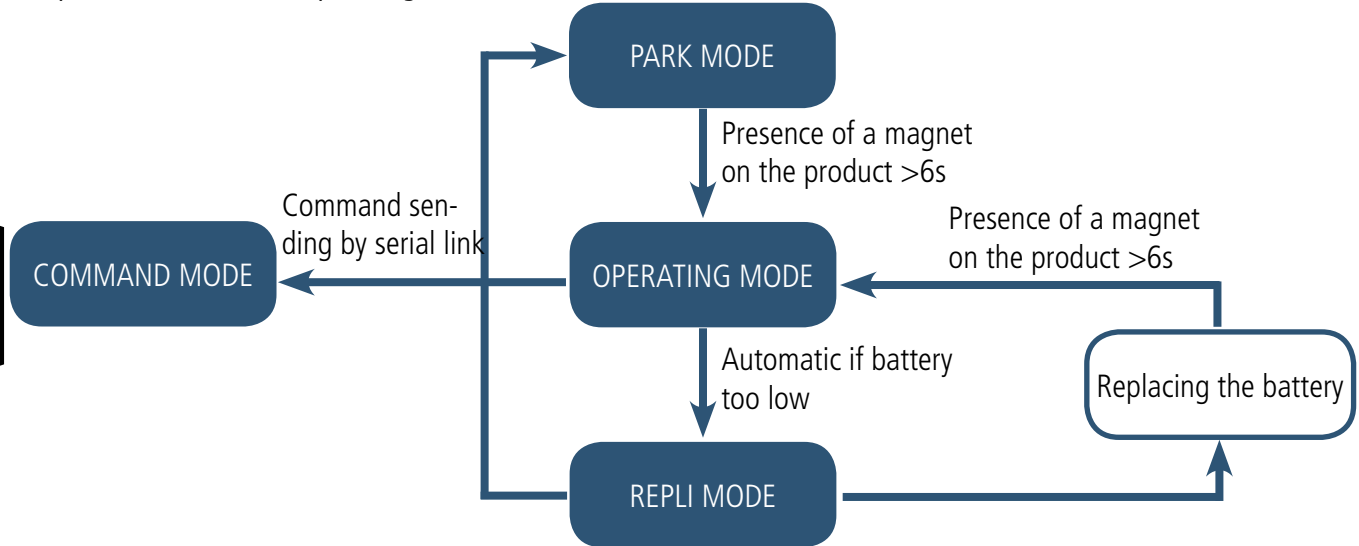 PARK MODE
Presence of a magnet
on the product >6s
Command sen-
ding by serial link
Presence of a magnet
on the product >6s
COMMAND MODE
OPERATING MODE
Automatic if battery
too low
Replacing the battery
REPLI MODE